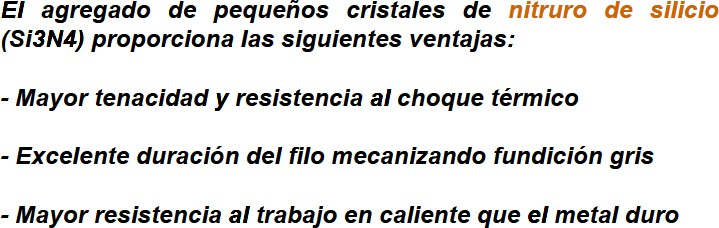 El agregado de pequeños cristales de nitruro de silicio
(Si3N4) proporciona las siguientes ventajas:
- Mayor tenacidad y resistencia al choque térmico
- Excelente duración del filo mecanizando fundición gris
- Mayor resistencia al trabajo en caliente que el metal duro